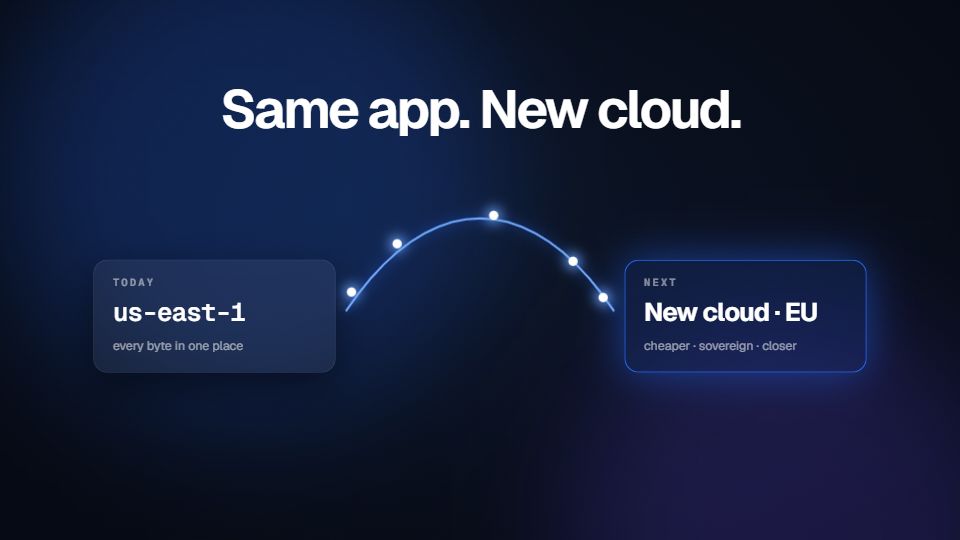 Same app. New cloud.
TODAY
us-east-1
every byte in one place
NEXT
New cloud · EU
cheaper · sovereign · closer